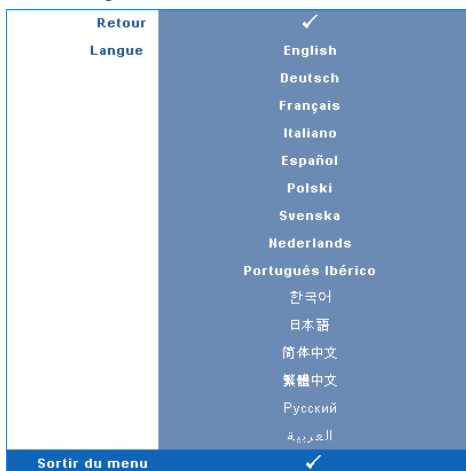 Retour ✓
Langue English
Deutsch
Français
Italiano
Español
Polski
Svenska
Nederlands
Português Ibérico
한국어
日本語
简体中文
繁體中文
Русский
العربية
Sortir du menu ✓